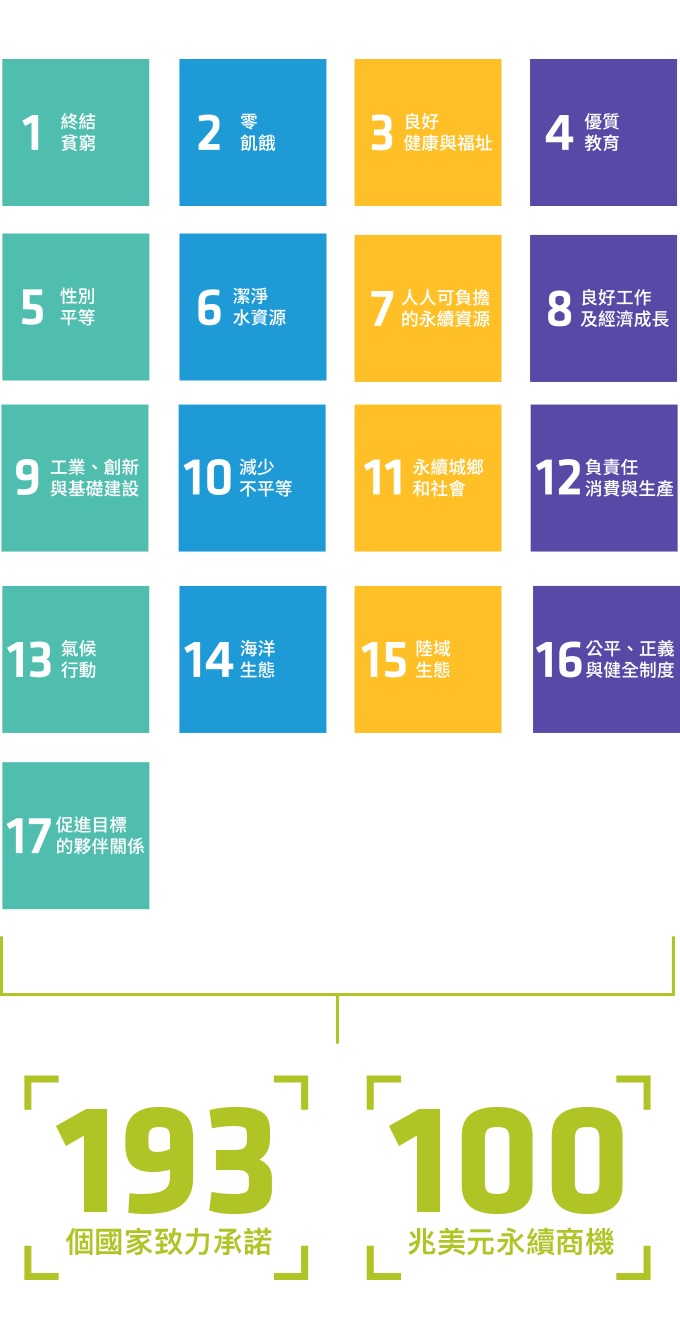 1 終結
貧窮
2 零
飢餓
3 良好
健康與福址
4 優質
教育
5 性別
平等
6 潔淨
水資源
7 人人可負擔
的永續資源
8 良好工作
及經濟成長
9 工業、創新
與基礎建設
10 減少
不平等
11 永續城鄉
和社會
12 負責任
消費與生產
13 氣候
行動
14 海洋
生態
15 陸域
生態
16 公平、正義
與健全制度
17 促進目標
的夥伴關係
193
個國家致力承諾
100
兆美元永續商機